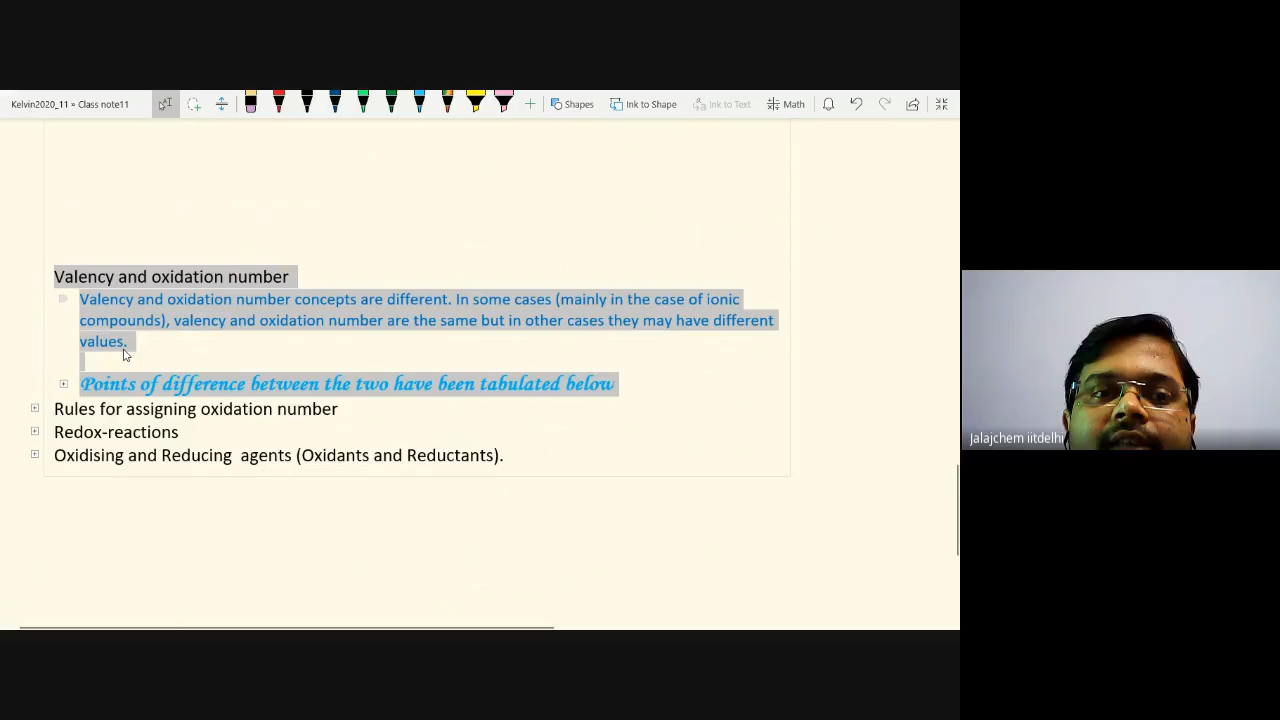 Kelvin2020_11 » Class note11
Shapes
Ink to Shape
Ink to Text
Math
Valency and oxidation number
Valency and oxidation number concepts are different. In some cases (mainly in the case of ionic
compounds), valency and oxidation number are the same but in other cases they may have different
values.
Points of difference between the two have been tabulated below
Rules for assigning oxidation number
Redox-reactions
Oxidising and Reducing agents (Oxidants and Reductants).
Jalajchem iitdelhi